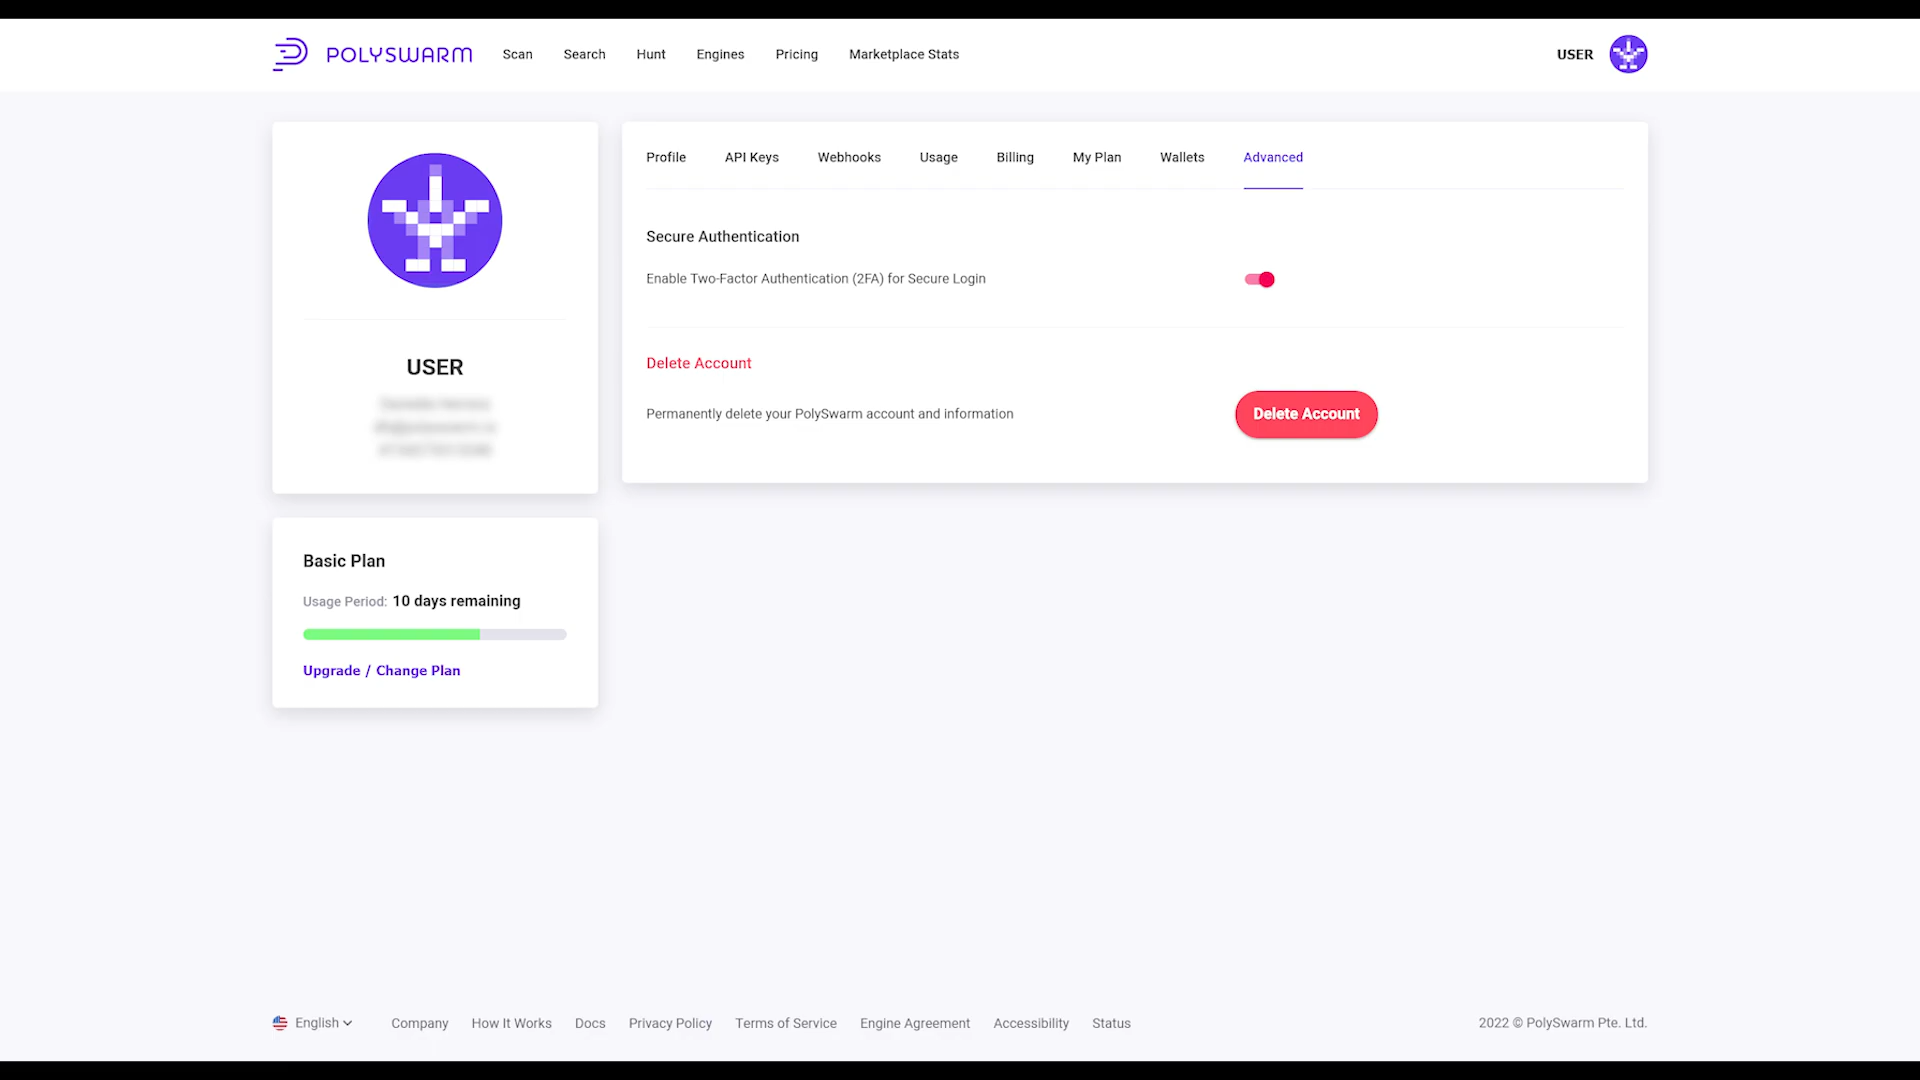 POLYSWARM Scan Search Hunt Engines Pricing Marketplace Stats USER
Profile API Keys Webhooks Usage Billing My Plan Wallets Advanced
Secure Authentication
Enable Two-Factor Authentication (2FA) for Secure Login
Delete Account
Permanently delete your PolySwarm account and information Delete Account
USER
Basic Plan
Usage Period: 10 days remaining
Upgrade / Change Plan
English Company How It Works Docs Privacy Policy Terms of Service Engine Agreement Accessibility Status 2022 © PolySwarm Pte. Ltd.